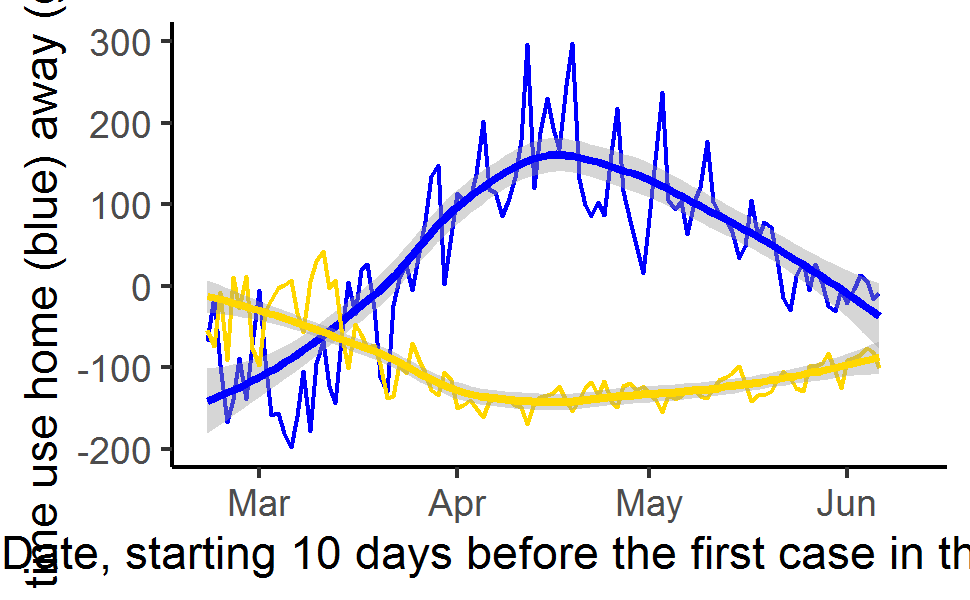 time use home (blue) away (
300
200
100
0
-100
-200
Mar Apr May Jun
Date, starting 10 days before the first case in th